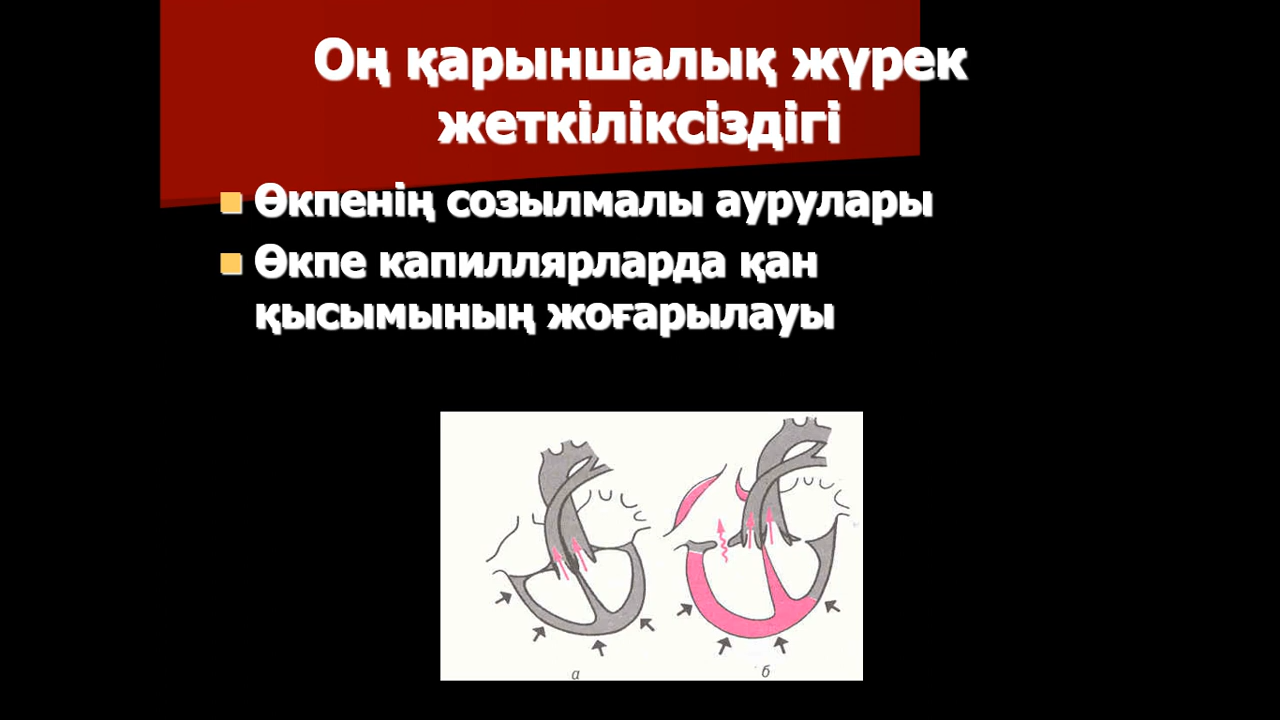 Оң қарыншалық жүрек
жеткіліксіздігі
Өкпенің созылмалы аурулары
Өкпе капиллярларда қан
қысымының жоғарылауы
а
б